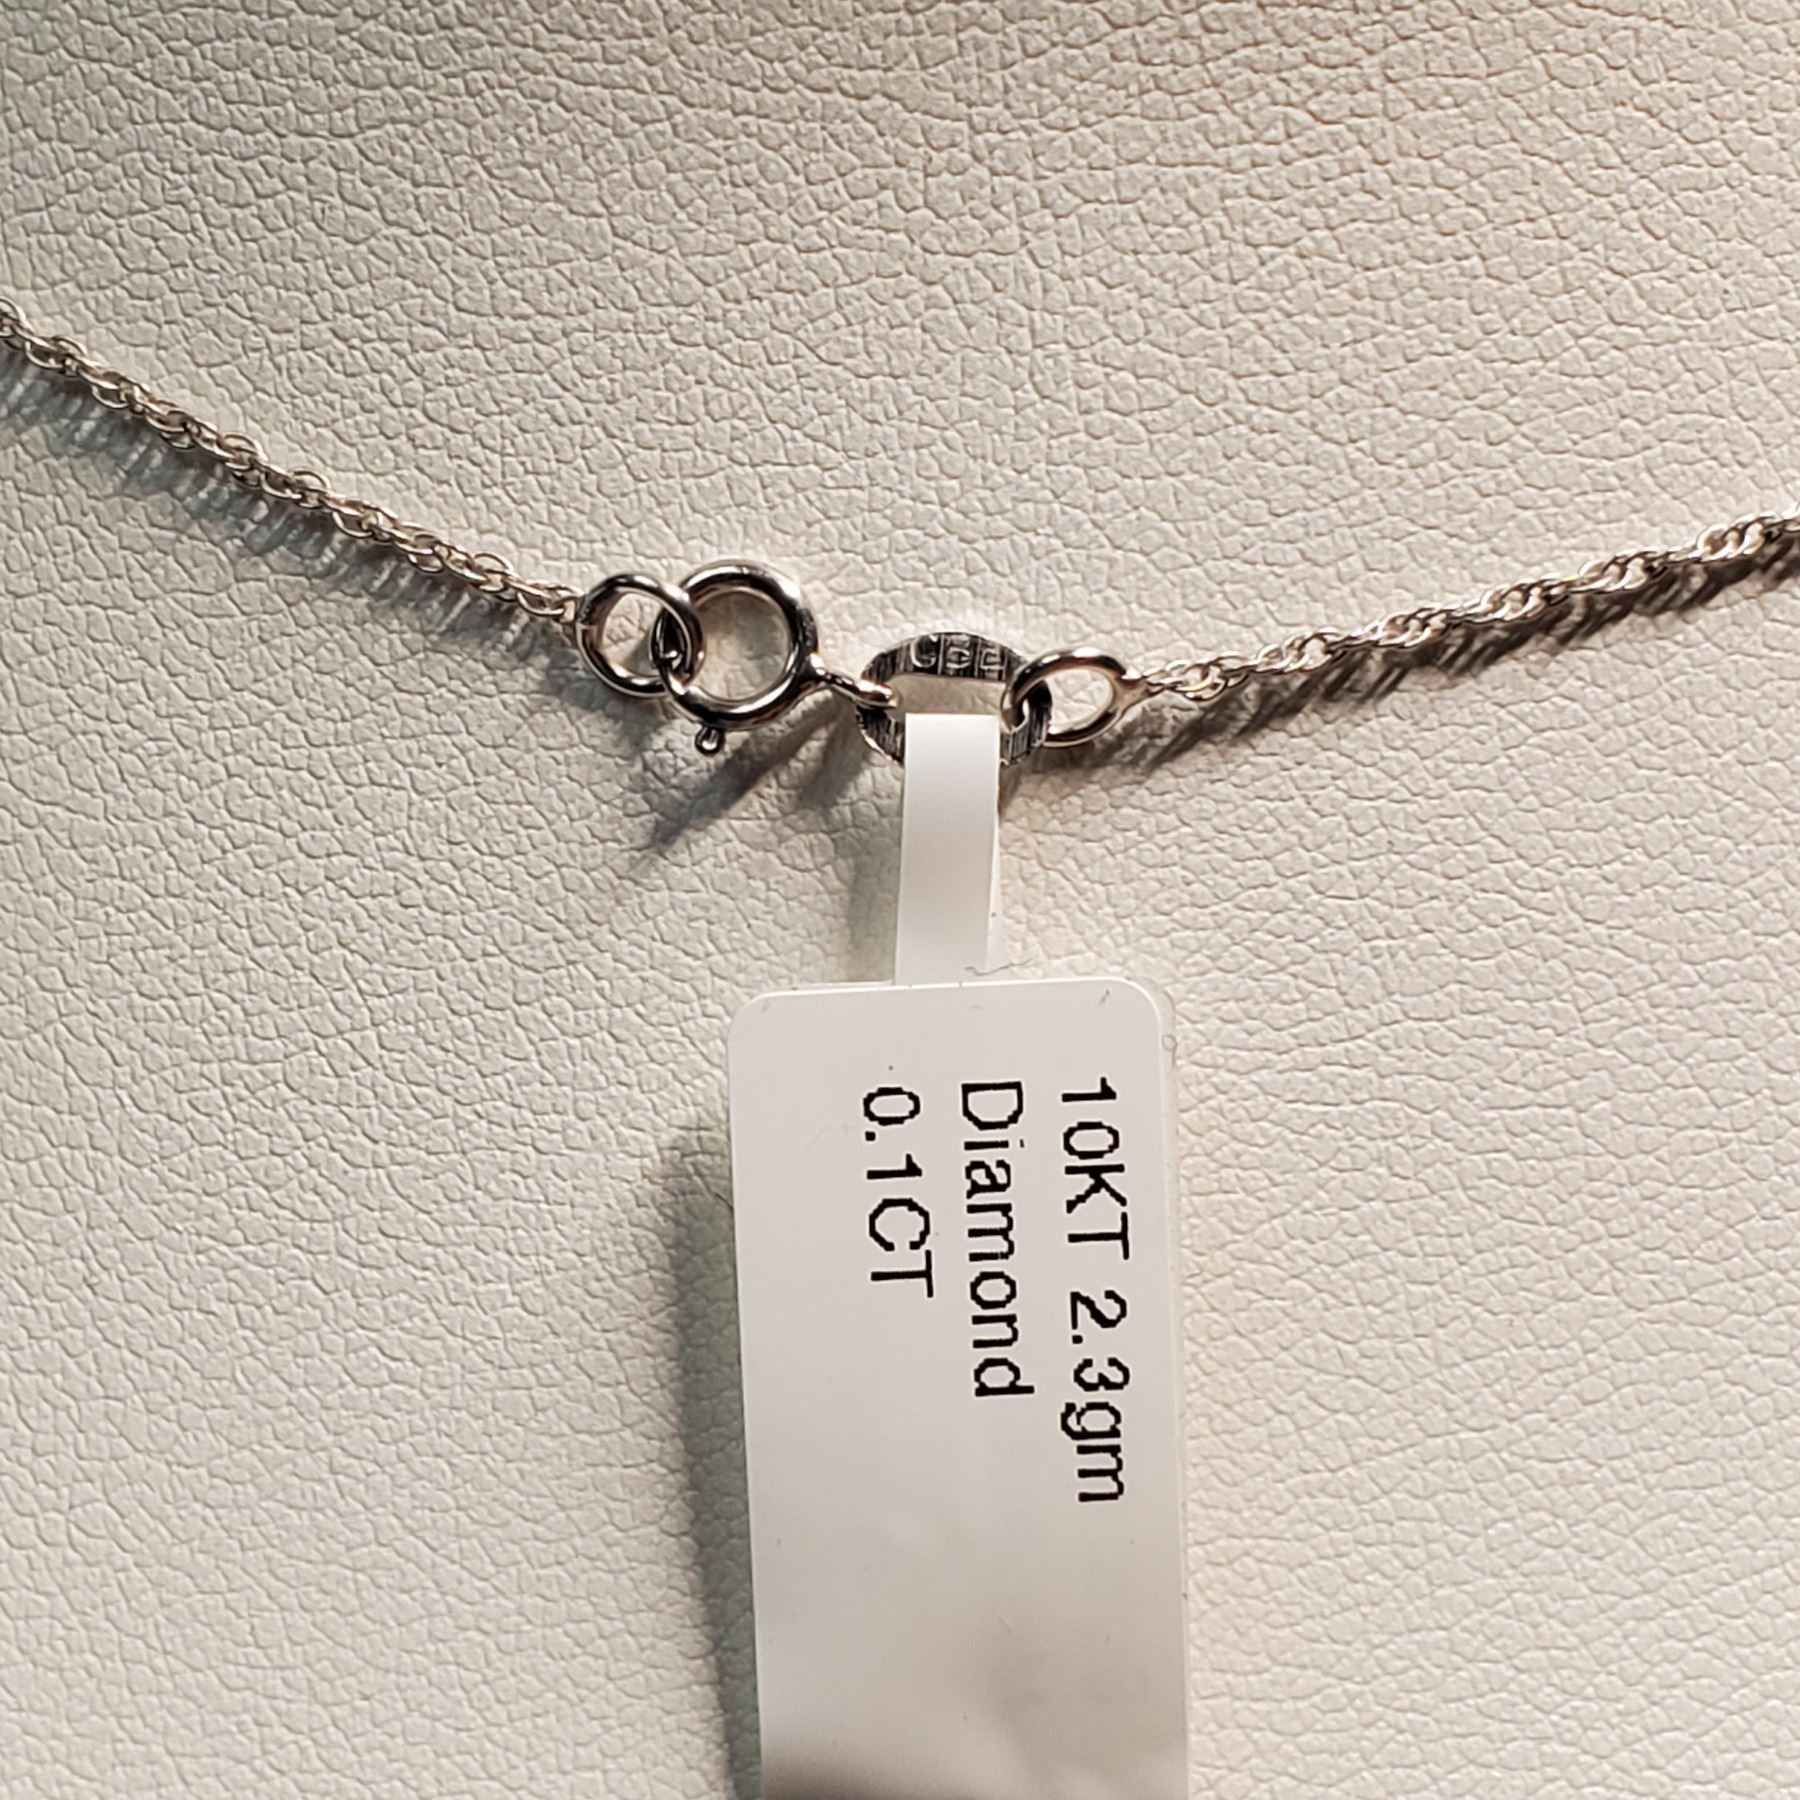 10KT 2.3gm
Diamond
0.1CT